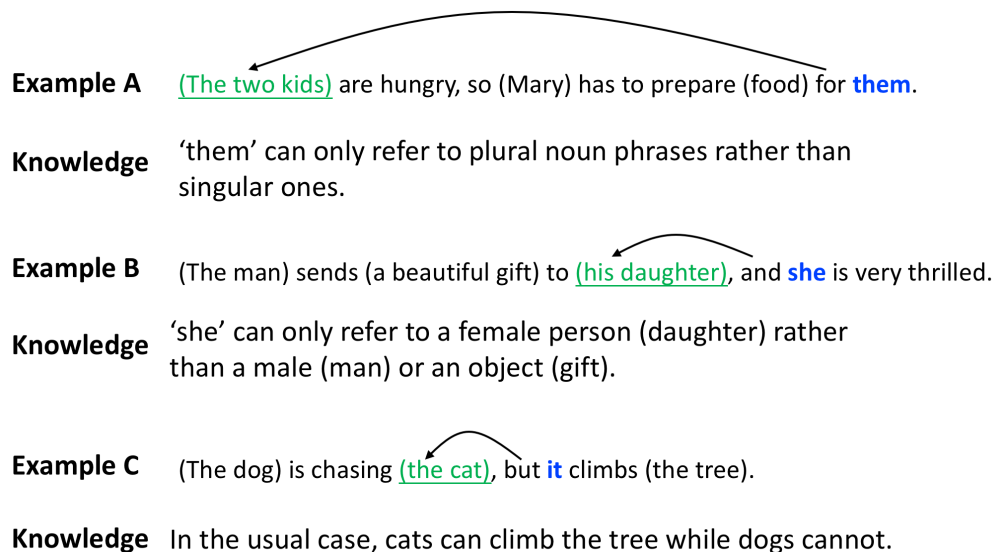 Example A (The two kids) are hungry, so (Mary) has to prepare (food) for them.
Knowledge ‘them’ can only refer to plural noun phrases rather than
singular ones.
Example B (The man) sends (a beautiful gift) to (his daughter), and she is very thrilled.
Knowledge ‘she’ can only refer to a female person (daughter) rather
than a male (man) or an object (gift).
Example C (The dog) is chasing (the cat), but it climbs (the tree).
Knowledge In the usual case, cats can climb the tree while dogs cannot.